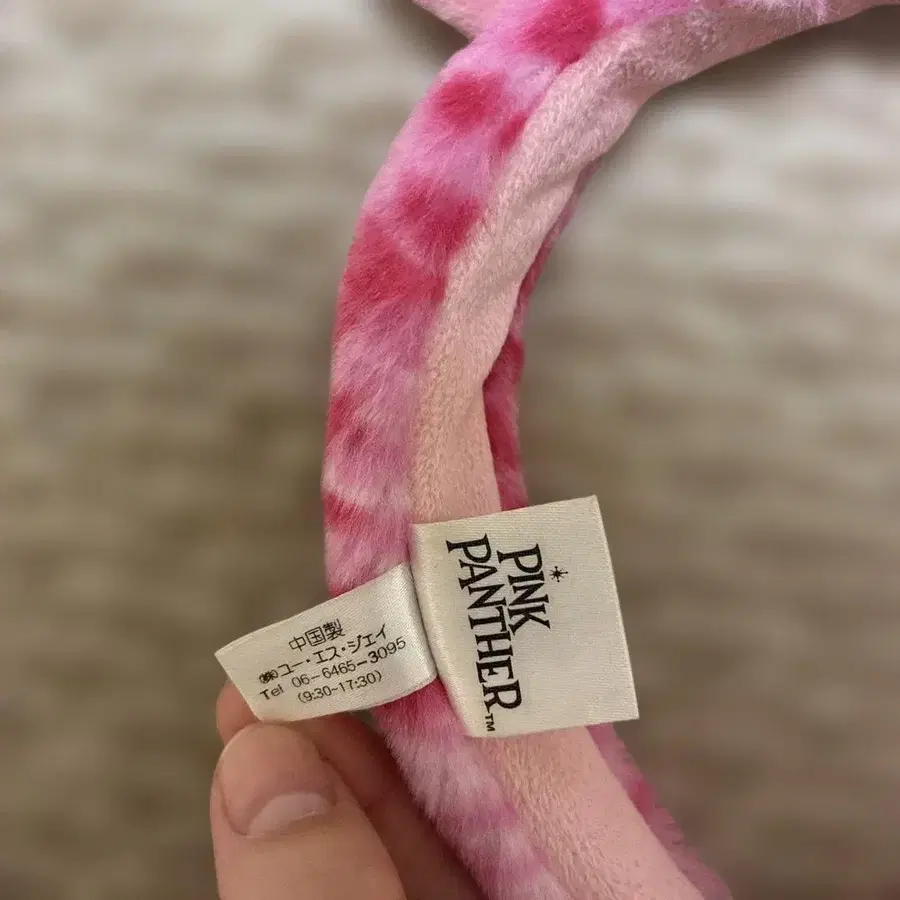 中国製
㈱ユー・エス・ジェイ
Tel 06-6465-3095
(9:30~17:30)
PINK
PANTHER™